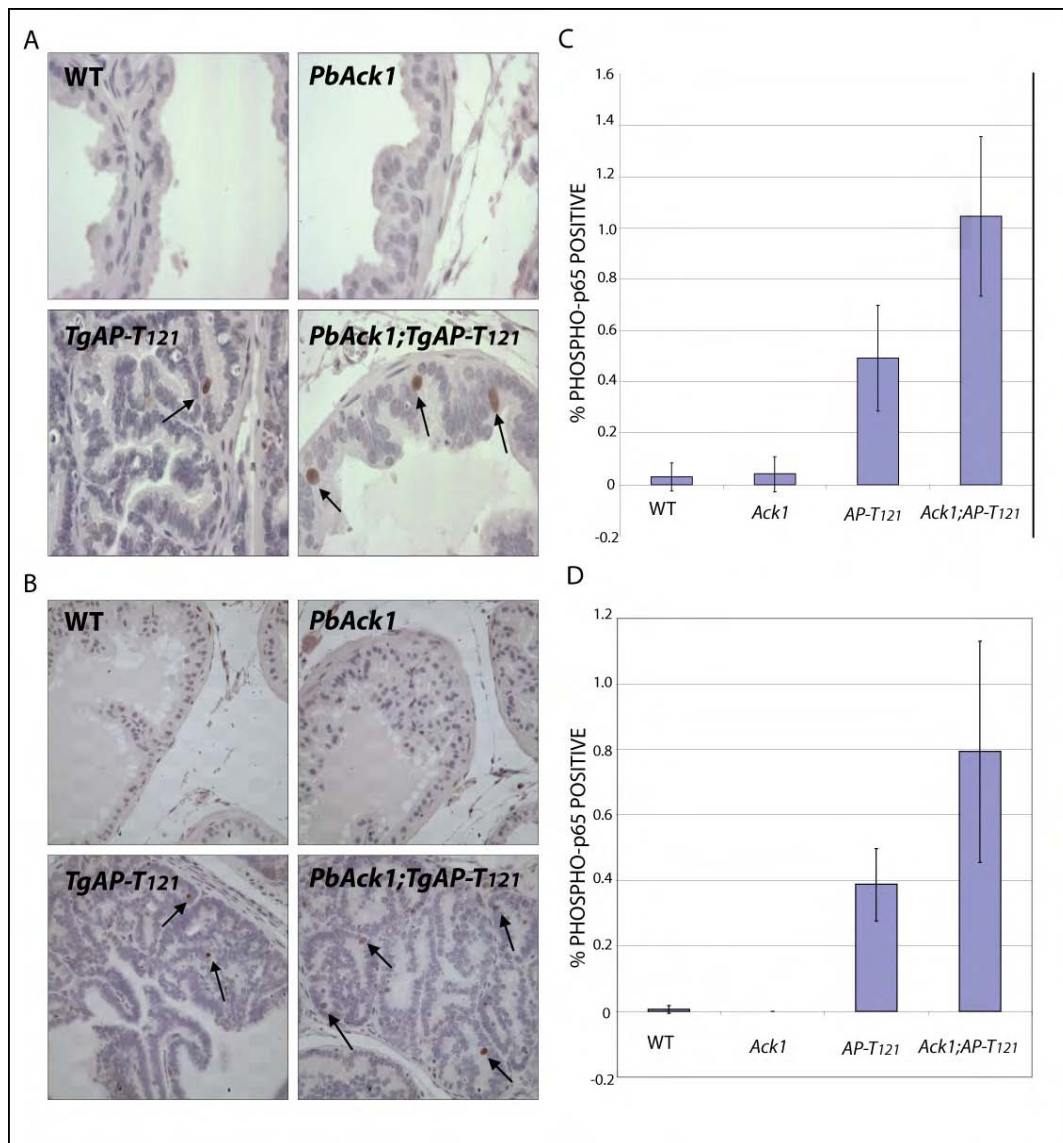 A
WT
PbAck1
TgAP-T121
PbAck1;TgAP-T121
B
WT
PbAck1
TgAP-T121
PbAck1;TgAP-T121
C
% PHOSPHO-p65 POSITIVE
1.6
1.4
1.2
1.0
0.8
0.6
0.4
0.2
0
-0.2
WT
Ack1
AP-T121
Ack1;AP-T121
D
% PHOSPHO-p65 POSITIVE
1.2
1.0
0.8
0.6
0.4
0.2
0
-0.2
WT
Ack1
AP-T121
Ack1;AP-T121